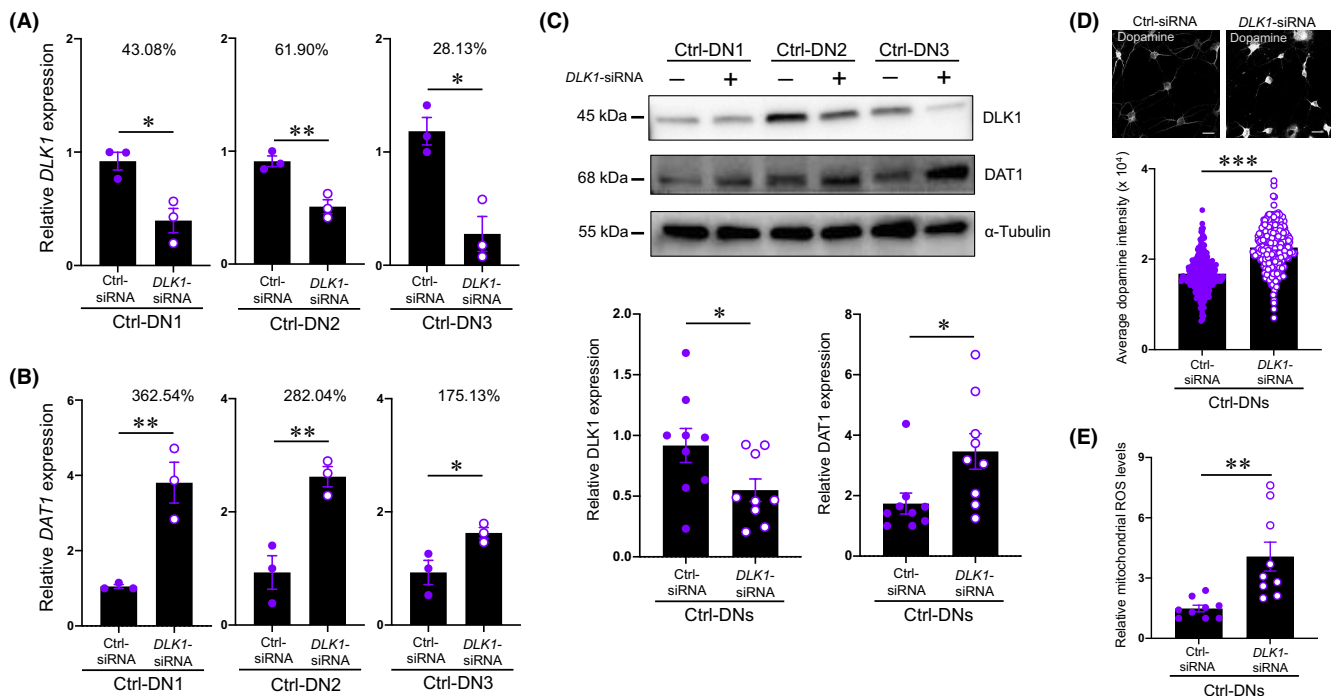 (A)
43.08%
61.90%
28.13%
Relative DLK1 expression
2
1
0
*
2
1
0
**
2
1
0
*
Ctrl-
siRNA
DLK1-
siRNA
Ctrl-
siRNA
DLK1-
siRNA
Ctrl-
siRNA
DLK1-
siRNA
Ctrl-DN1
Ctrl-DN2
Ctrl-DN3
(B)
362.54%
282.04%
175.13%
Relative DAT1 expression
6
4
2
0
**
4
2
0
**
4
2
0
*
Ctrl-
siRNA
DLK1-
siRNA
Ctrl-
siRNA
DLK1-
siRNA
Ctrl-
siRNA
DLK1-
siRNA
Ctrl-DN1
Ctrl-DN2
Ctrl-DN3
(C)
Ctrl-DN1 Ctrl-DN2 Ctrl-DN3
DLK1-siRNA − + − + − +
45 kDa
DLK1
68 kDa
DAT1
55 kDa
α-Tubulin
Relative DLK1 expression
2.0
1.5
1.0
0.5
0.0
*
Ctrl-
siRNA
DLK1-
siRNA
Ctrl-DNs
Relative DAT1 expression
8
6
4
2
0
*
Ctrl-
siRNA
DLK1-
siRNA
Ctrl-DNs
(D)
Ctrl-siRNA
DLK1-siRNA
Dopamine
Dopamine
Average dopamine intensity (x 10⁴)
4
2
0
***
Ctrl-
siRNA
DLK1-
siRNA
Ctrl-DNs
(E)
Relative mitochondrial ROS levels
9
6
3
0
**
Ctrl-
siRNA
DLK1-
siRNA
Ctrl-DNs